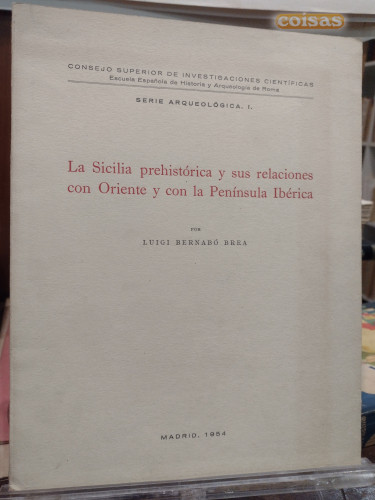 coisas
CONSEJO SUPERIOR DE INVESTIGACIONES CIENTÍFICAS
Escuela Española de Historia y Arqueología de Roma
SERIE ARQUEOLÓGICA, I.
La Sicilia prehistórica y sus relaciones
con Oriente y con la Península Ibérica
POR
LUIGI BERNABÓ BREA
MADRID, 1954